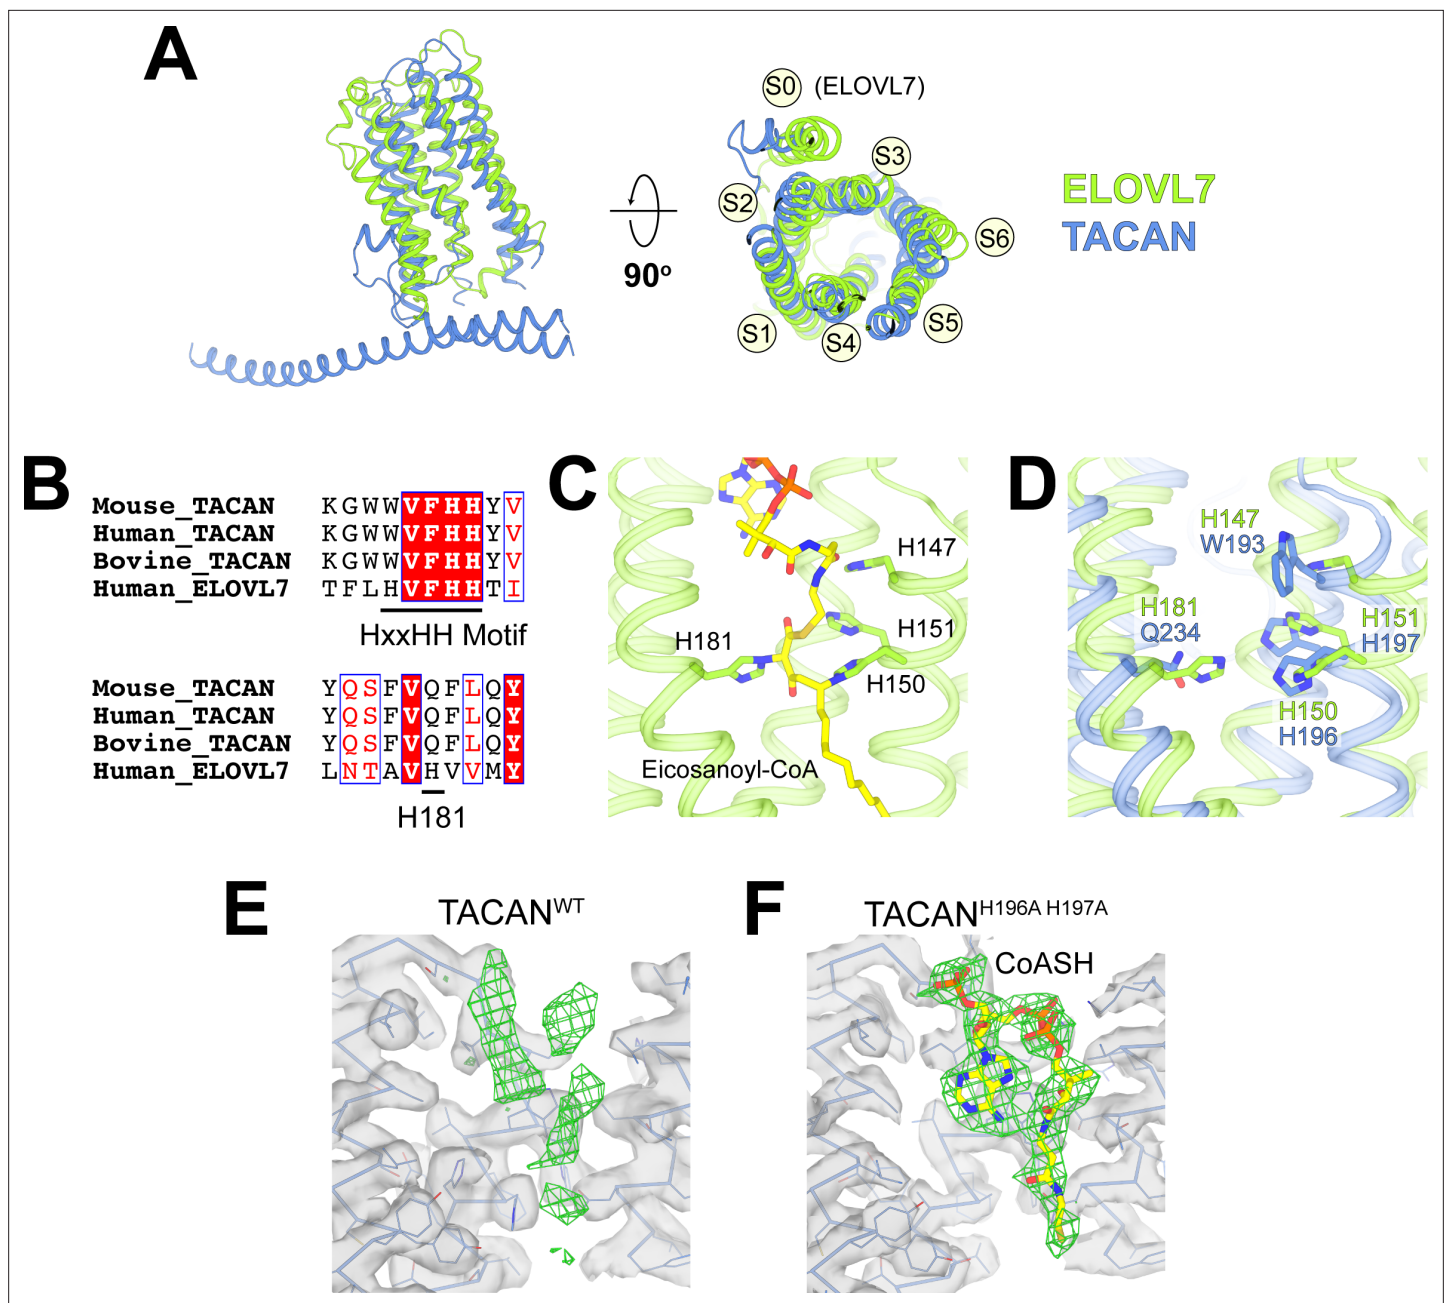 A
S0 (ELOVL7)
S3
S2
S6
S1
S4
S5
90º
ELOVL7
TACAN
B
Mouse_TACAN KGWWVFHHYV
Human_TACAN KGWWVFHHYV
Bovine_TACAN KGWWVFHHYV
Human_ELOVL7 TFLHVFHHTI
HxxHH Motif
Mouse_TACAN YQSFVQFLQY
Human_TACAN YQSFVQFLQY
Bovine_TACAN YQSFVQFLQY
Human_ELOVL7 LNTAVHVVMY
H181
C
H147
H151
H181
H150
Eicosanoyl-CoA
D
H147
W193
H181
Q234
H151
H197
H150
H196
E
TACANWT
F
TACANH196A H197A
CoASH